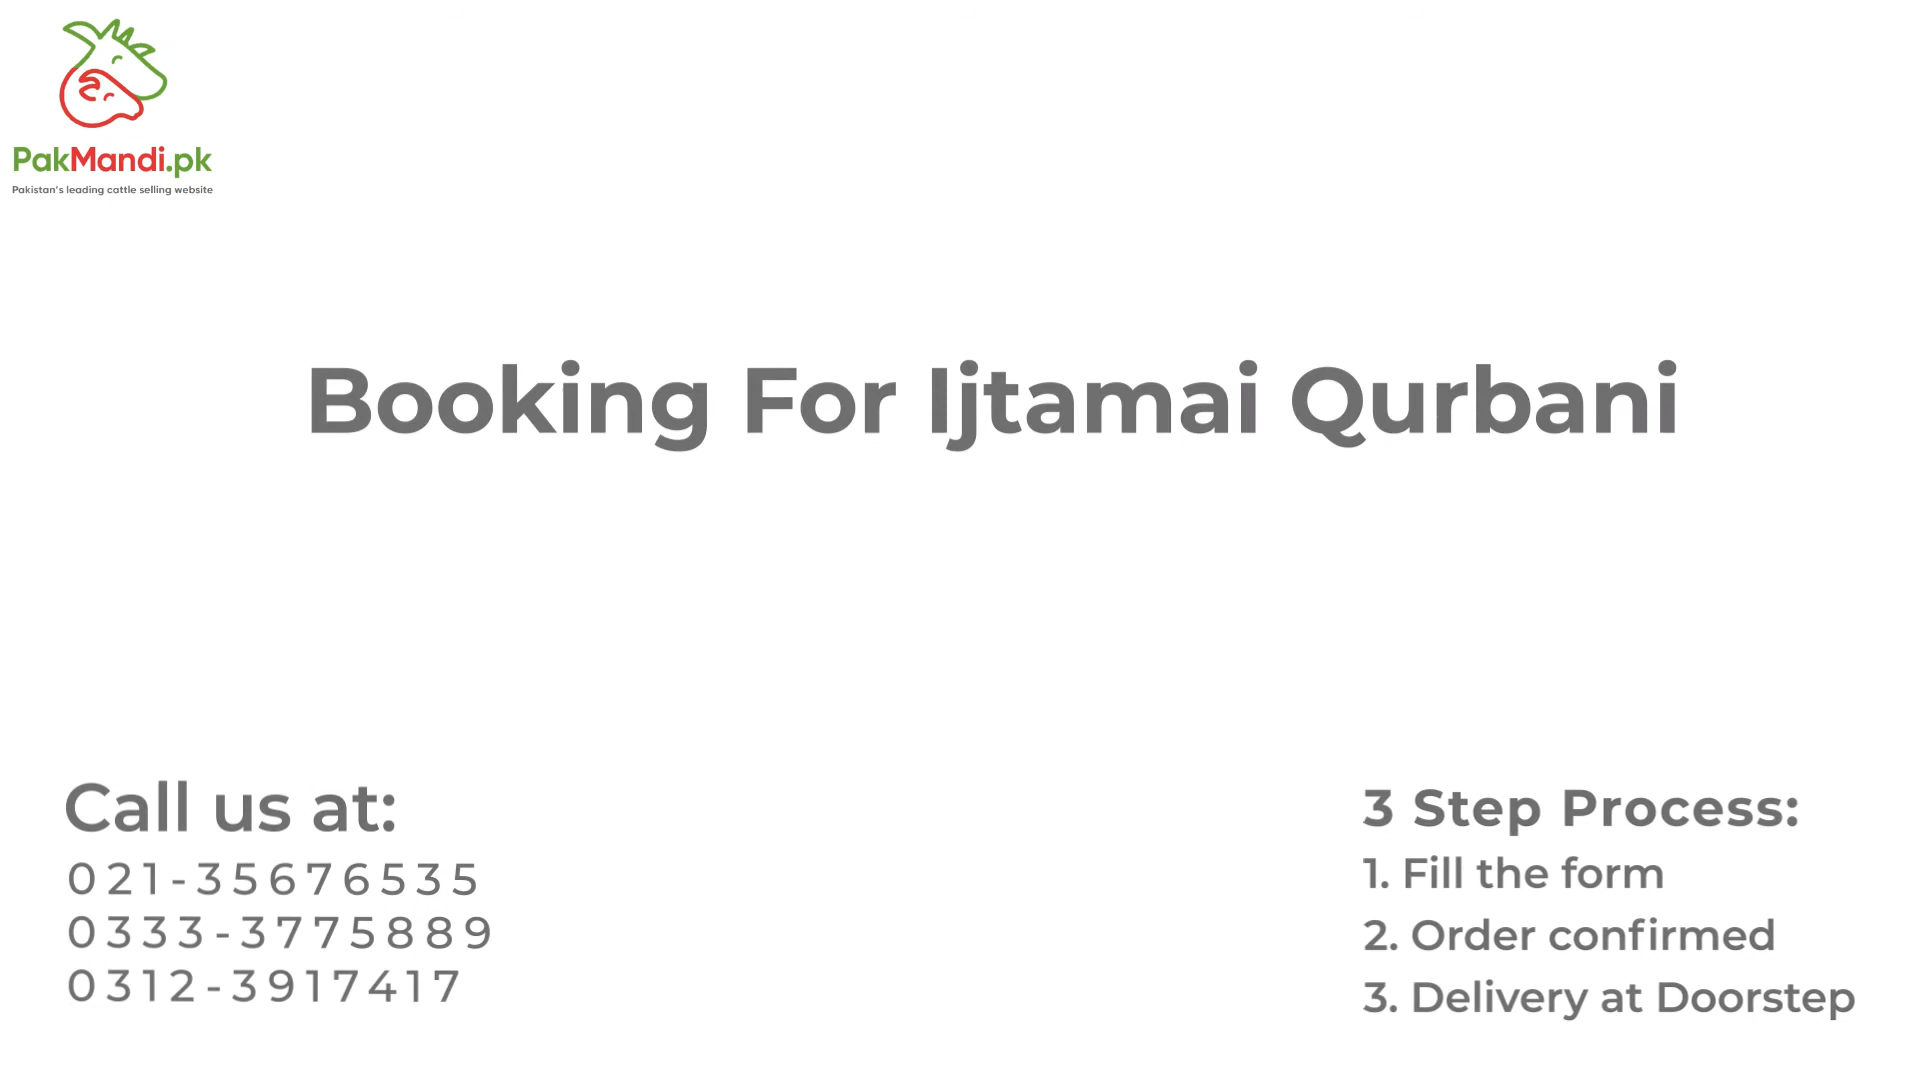 PakMandi.pk
Pakistan's leading cattle selling website
Booking For Ijtamai Qurbani
Call us at:
021-35676535
0333-3775889
0312-3917417
3 Step Process:
1. Fill the form
2. Order confirmed
3. Delivery at Doorstep